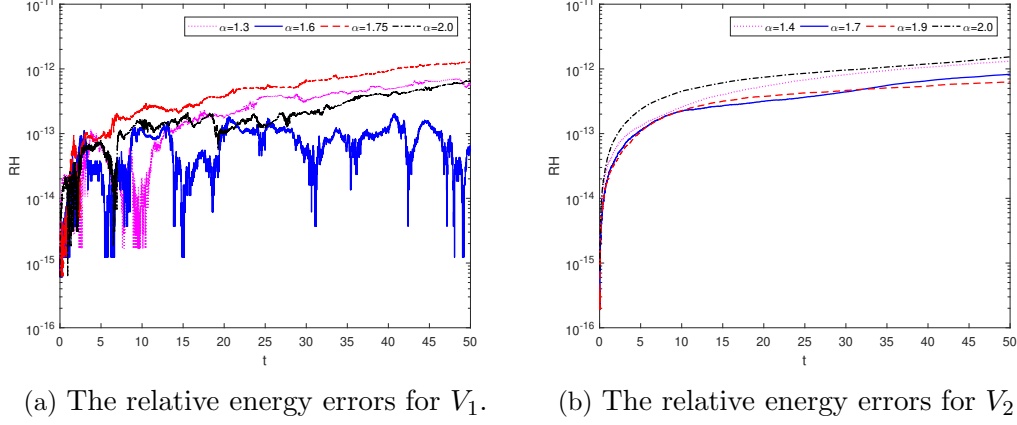 10^-11
α=1.3 α=1.6 α=1.75 α=2.0
10^-12
10^-13
RH
10^-14
10^-15
10^-16
0 5 10 15 20 25 30 35 40 45 50
t
(a) The relative energy errors for V_1.
10^-11
α=1.4 α=1.7 α=1.9 α=2.0
10^-12
10^-13
RH
10^-14
10^-15
10^-16
0 5 10 15 20 25 30 35 40 45 50
t
(b) The relative energy errors for V_2